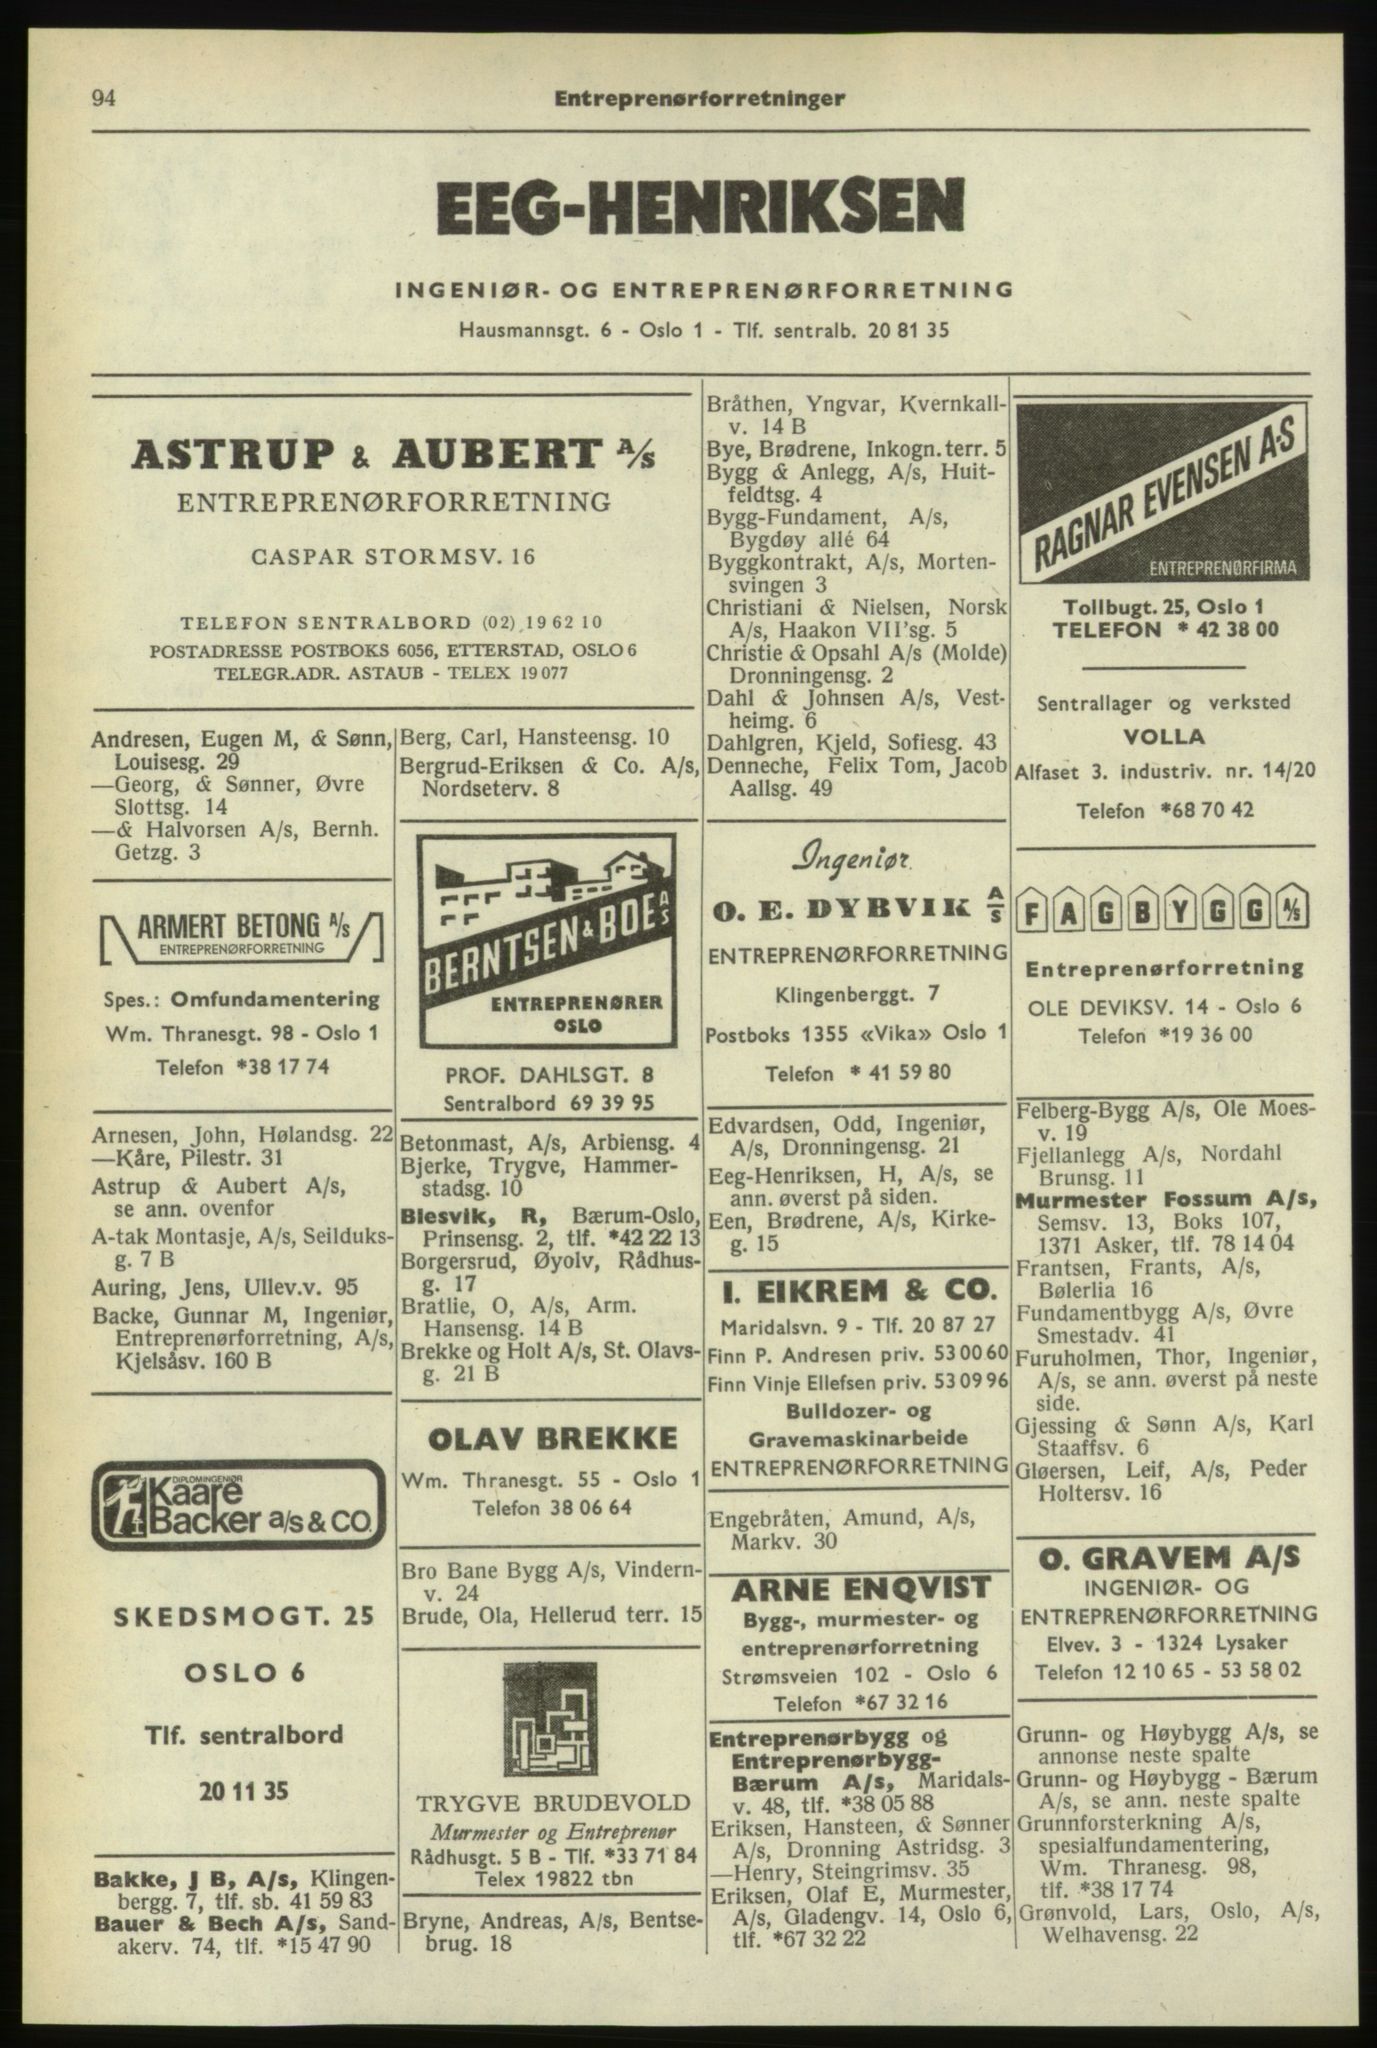 94
Entreprenørforretninger
EEG-HENRIKSEN
INGENIØR- OG ENTREPRENØRFORRETNING
Hausmannsgt. 6 - Oslo 1 - Tlf. sentralb. 20 81 35
ASTRUP & AUBERT A/s
ENTREPRENØRFORRETNING
CASPAR STORMSV. 16
TELEFON SENTRALBORD (02) 19 62 10
POSTADRESSE POSTBOKS 6056, ETTERSTAD, OSLO 6
TELEGR.ADR. ASTAUB - TELEX 19 077
Andresen, Eugen M, & Sønn,
Louisesg. 29
—Georg, & Sønner, Øvre
Slottsg. 14
—& Halvorsen A/s, Bernh.
Getzg. 3
ARMERT BETONG A/s
ENTREPRENØRFORRETNING
Spes.: Omfundamentering
Wm. Thranesgt. 98 - Oslo 1
Telefon *38 17 74
Arnesen, John, Hølandsg. 22
—Kåre, Pilestr. 31
Astrup & Aubert A/s,
se ann. ovenfor
A-tak Montasje, A/s, Seilduks-
g. 7 B
Auring, Jens, Ullev.v. 95
Backe, Gunnar M, Ingeniør,
Entreprenørforretning, A/s,
Kjelsåsv. 160 B
DIPLOMINGENIØR
Kaare
Backer a/s & CO.
SKEDSMOGT. 25
OSLO 6
Tlf. sentralbord
20 11 35
Bakke, J B, A/s, Klingen-
bergg. 7, tlf. sb. 41 59 83
Bauer & Bech A/s, Sand-
akerv. 74, tlf. *15 47 90
Berg, Carl, Hansteensg. 10
Bergrud-Eriksen & Co. A/s,
Nordseterv. 8
BERNTSEN & BOE A/S
ENTREPRENØRER
OSLO
PROF. DAHLSGT. 8
Sentralbord 69 39 95
Betonmast, A/s, Arbiensg. 4
Bjerke, Trygve, Hammer-
stadsg. 10
Blesvik, R, Bærum-Oslo,
Prinsensg. 2, tlf. *42 22 13
Borgersrud, Øyolv, Rådhus-
g. 17
Bratlie, O, A/s, Arm.
Hansensg. 14 B
Brekke og Holt A/s, St. Olavs-
g. 21 B
OLAV BREKKE
Wm. Thranesgt. 55 - Oslo 1
Telefon 38 06 64
Bro Bane Bygg A/s, Vindern-
v. 24
Brude, Ola, Hellerud terr. 15
TRYGVE BRUDEVOLD
Murmester og Entreprenør
Rådhusgt. 5 B - Tlf. *33 71 84
Telex 19822 tbn
Bryne, Andreas, A/s, Bentse-
brug. 18
Bråthen, Yngvar, Kvernkall-
v. 14 B
Bye, Brødrene, Inkogn.terr. 5
Bygg & Anlegg, A/s, Huit-
feldtsg. 4
Bygg-Fundament, A/s,
Bygdøy allé 64
Byggkontrakt, A/s, Morten-
svingen 3
Christiani & Nielsen, Norsk
A/s, Haakon VII'sg. 5
Christie & Opsahl A/s (Molde)
Dronningensg. 2
Dahl & Johnsen A/s, Vest-
heimg. 6
Dahlgren, Kjeld, Sofiesg. 43
Denneche, Felix Tom, Jacob
Aallsg. 49
Ingeniør
O. E. DYBVIK A/S
ENTREPRENØRFORRETNING
Klingenberggt. 7
Postboks 1355 «Vika» Oslo 1
Telefon * 41 59 80
Edvardsen, Odd, Ingeniør,
A/s, Dronningensg. 21
Eeg-Henriksen, H, A/s, se
ann. øverst på siden.
Een, Brødrene, A/s, Kirke-
g. 15
I. EIKREM & CO.
Maridalsvn. 9 - Tlf. 20 87 27
Finn P. Andresen priv. 53 00 60
Finn Vinje Ellefsen priv. 53 09 96
Bulldozer- og
Gravemaskinarbeide
ENTREPRENØRFORRETNING
Engebråten, Amund, A/s,
Markv. 30
ARNE ENQVIST
Bygg-, murmester- og
entreprenørforretning
Strømsveien 102 - Oslo 6
Telefon *67 32 16
Entreprenørbygg og
Entreprenørbygg-
Bærum A/s, Maridals-
v. 48, tlf. *38 05 88
Eriksen, Hansteen, & Sønner
A/s, Dronning Astridsg. 3
—Henry, Steingrimsv. 35
Eriksen, Olaf E, Murmester,
A/s, Gladengv. 14, Oslo 6,
tlf. *67 32 22
RAGNAR EVENSEN A-S
ENTREPRENØRFIRMA
Tollbugt. 25, Oslo 1
TELEFON * 42 38 00
Sentrallager og verksted
VOLLA
Alfaset 3. industriv. nr. 14/20
Telefon *68 70 42
FAGBYGG A/s
Entreprenørforretning
OLE DEVIKSV. 14 - Oslo 6
Telefon *19 36 00
Felberg-Bygg A/s, Ole Moes-
v. 19
Fjellanlegg A/s, Nordahl
Brunsg. 11
Murmester Fossum A/s,
Semsv. 13, Boks 107,
1371 Asker, tlf. 78 14 04
Frantsen, Frants, A/s,
Bølerlia 16
Fundamentbygg A/s, Øvre
Smestadv. 41
Furuholmen, Thor, Ingeniør,
A/s, se ann. øverst på neste
side.
Gjessing & Sønn A/s, Karl
Staaffsv. 6
Gløersen, Leif, A/s, Peder
Holtersv. 16
O. GRAVEM A/S
INGENIØR- OG
ENTREPRENØRFORRETNING
Elvev. 3 - 1324 Lysaker
Telefon 12 10 65 - 53 58 02
Grunn- og Høybygg A/s, se
annonse neste spalte
Grunn- og Høybygg - Bærum
A/s, se ann. neste spalte
Grunnforsterkning A/s,
spesialfundamentering,
Wm. Thranesg. 98,
tlf. *38 17 74
Grønvold, Lars, Oslo, A/s,
Welhavensg. 22